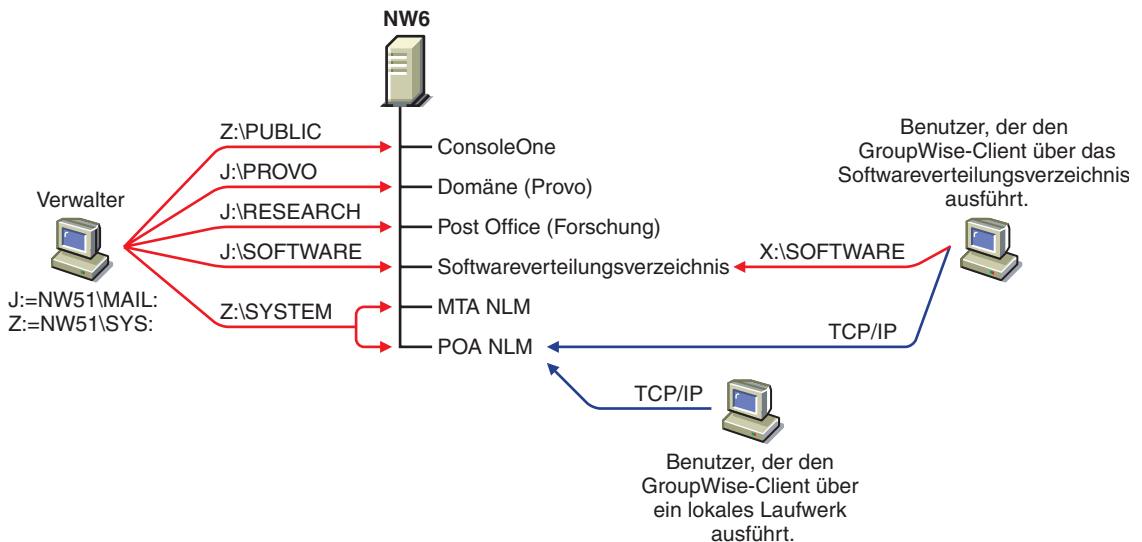 NW6
Z:\PUBLIC
ConsoleOne
J:\PROVO
Domäne (Provo)
Verwalter
J:\RESEARCH
Post Office (Forschung)
J:\SOFTWARE
Softwareverteilungsverzeichnis
J:=NW51\MAIL:
Z:=NW51\SYS:
Z:\SYSTEM
MTA NLM
POA NLM
Benutzer, der den
GroupWise-Client über das
Softwareverteilungsverzeichnis
ausführt.
X:\SOFTWARE
TCP/IP
TCP/IP
Benutzer, der den
GroupWise-Client über
ein lokales Laufwerk
ausführt.